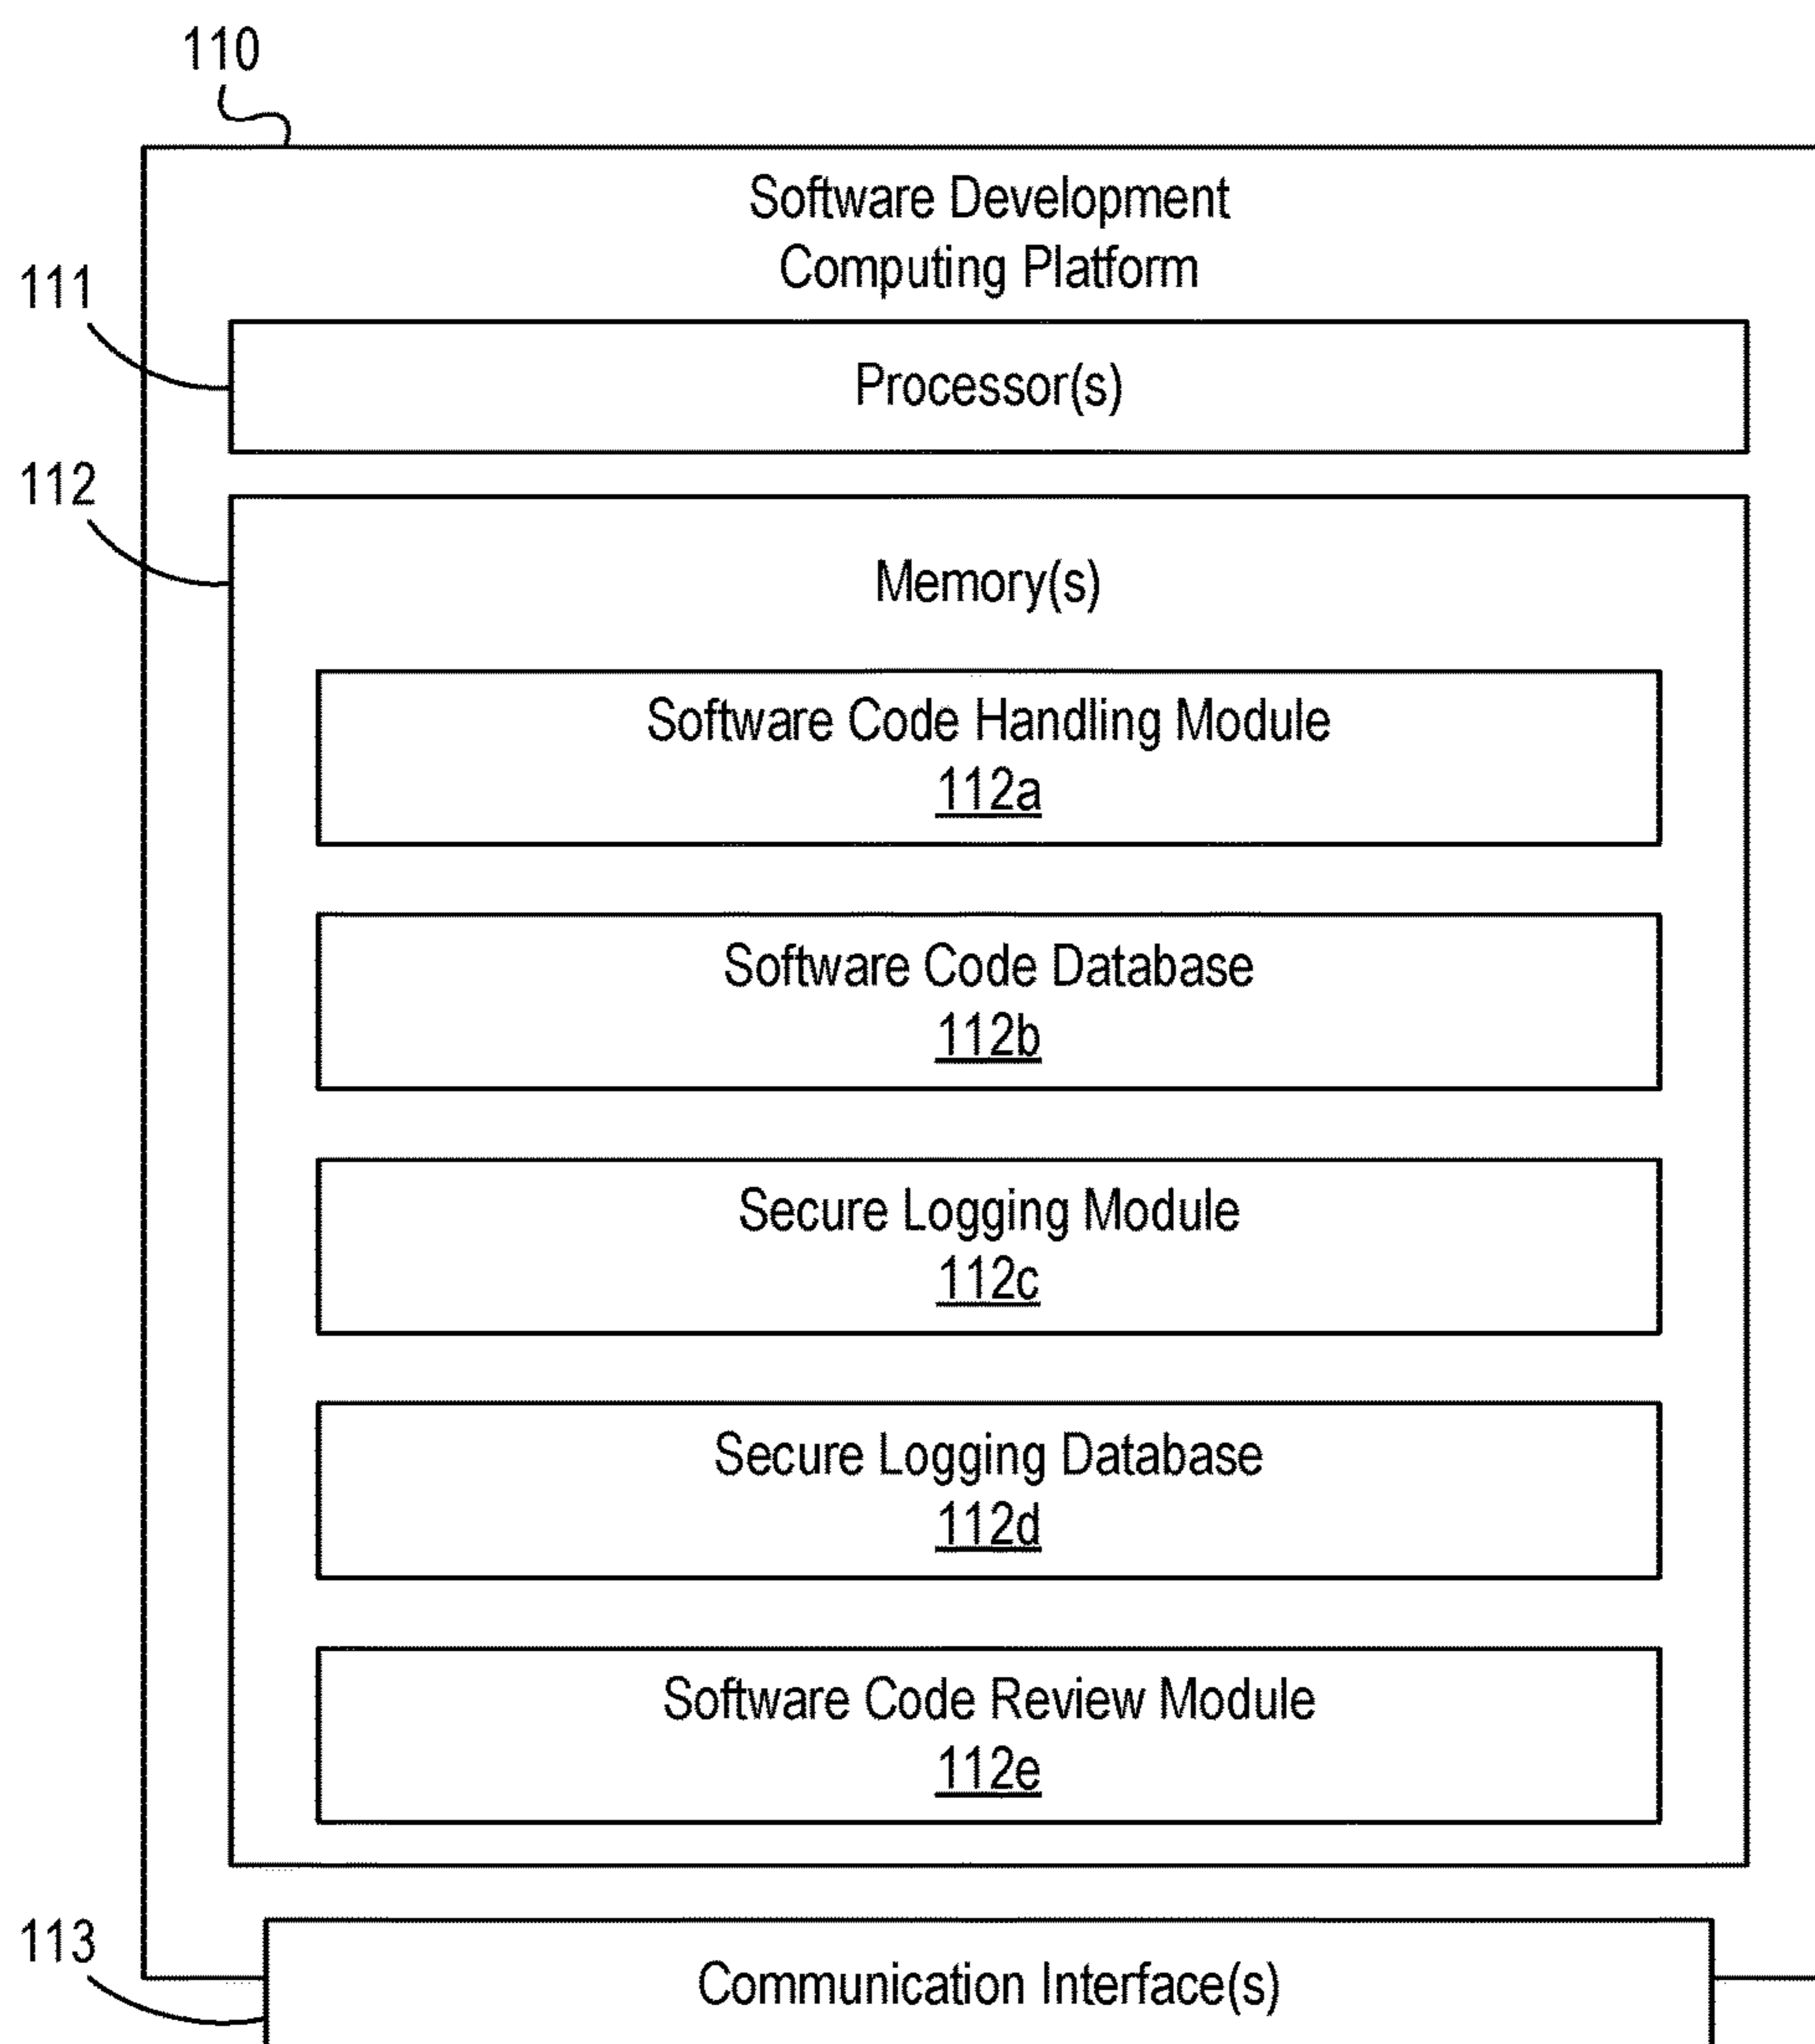 110
Software Development
Computing Platform
111
Processor(s)
112
Memory(s)
Software Code Handling Module
112a
Software Code Database
112b
Secure Logging Module
112c
Secure Logging Database
112d
Software Code Review Module
112e
113
Communication Interface(s)